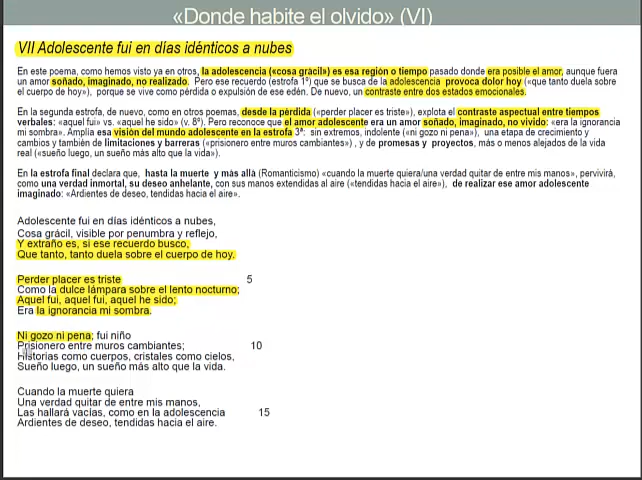 «Donde habite el olvido» (VI)
VII Adolescente fui en días idénticos a nubes
En este poema, como hemos visto ya en otros, la adolescencia («cosa grácil») es esa región o tiempo pasado donde era posible el amor, aunque fuera
un amor soñado, imaginado, no realizado. Pero ese recuerdo (estrofa 1ª) que se busca de la adolescencia provoca dolor hoy («que tanto duela sobre
el cuerpo de hoy»), porque se vive como pérdida o expulsión de ese edén. De nuevo, un contraste entre dos estados emocionales.
En la segunda estrofa, de nuevo, como en otros poemas, desde la pérdida («perder placer es triste»), explota el contraste aspectual entre tiempos
verbales: «aquel fui» vs. «aquel he sido» (v. 8º). Pero reconoce que el amor adolescente era un amor soñado, imaginado, no vivido: «era la ignorancia
mi sombra». Amplía esa visión del mundo adolescente en la estrofa 3ª: sin extremos, indolente («ni gozo ni pena»), una etapa de crecimiento y
cambios y también de limitaciones y barreras («prisionero entre muros cambiantes») , y de promesas y proyectos, más o menos alejados de la vida
real («sueño luego, un sueño más alto que la vida»).
En la estrofa final declara que, hasta la muerte y más allá (Romanticismo) «cuando la muerte quiera/una verdad quitar de entre mis manos», pervivirá,
como una verdad inmortal, su deseo anhelante, con sus manos extendidas al aire («tendidas hacia el aire»), de realizar ese amor adolescente
imaginado: «Ardientes de deseo, tendidas hacia el aire».
Adolescente fui en días idénticos a nubes,
Cosa grácil, visible por penumbra y reflejo,
Y extraño es, si ese recuerdo busco,
Que tanto, tanto duela sobre el cuerpo de hoy.
Perder placer es triste 5
Como la dulce lámpara sobre el lento nocturno;
Aquel fui, aquel fui, aquel he sido;
Era la ignorancia mi sombra.
Ni gozo ni pena; fui niño
Prisionero entre muros cambiantes; 10
Historias como cuerpos, cristales como cielos,
Sueño luego, un sueño más alto que la vida.
Cuando la muerte quiera
Una verdad quitar de entre mis manos,
Las hallará vacías, como en la adolescencia 15
Ardientes de deseo, tendidas hacia el aire.